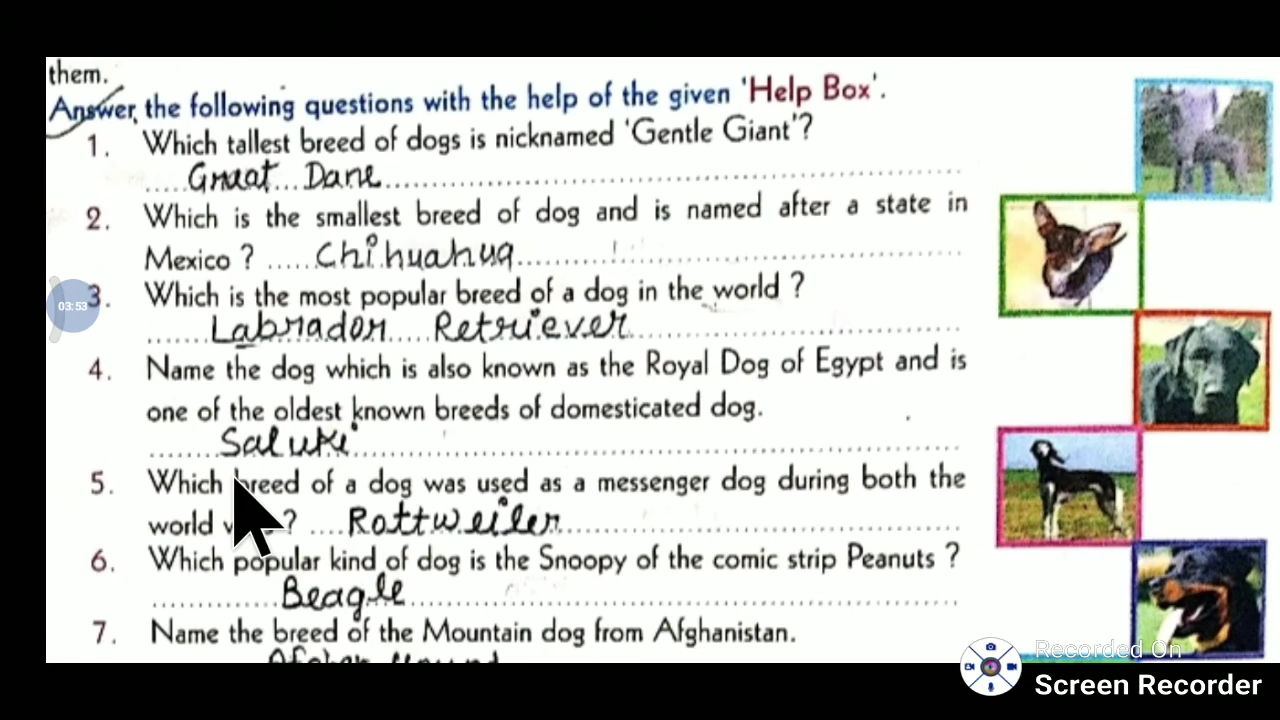 them.
Answer the following questions with the help of the given 'Help Box'.
1. Which tallest breed of dogs is nicknamed 'Gentle Giant'?
Great Dane
2. Which is the smallest breed of dog and is named after a state in
Mexico ? Chihuahua
3. Which is the most popular breed of a dog in the world ?
Labrador Retriever
4. Name the dog which is also known as the Royal Dog of Egypt and is
one of the oldest known breeds of domesticated dog.
Saluki
5. Which breed of a dog was used as a messenger dog during both the
world ? Rottweiler
6. Which popular kind of dog is the Snoopy of the comic strip Peanuts ?
Beagle
7. Name the breed of the Mountain dog from Afghanistan.
Afghan Hound
03:53
Recorded On
Screen Recorder